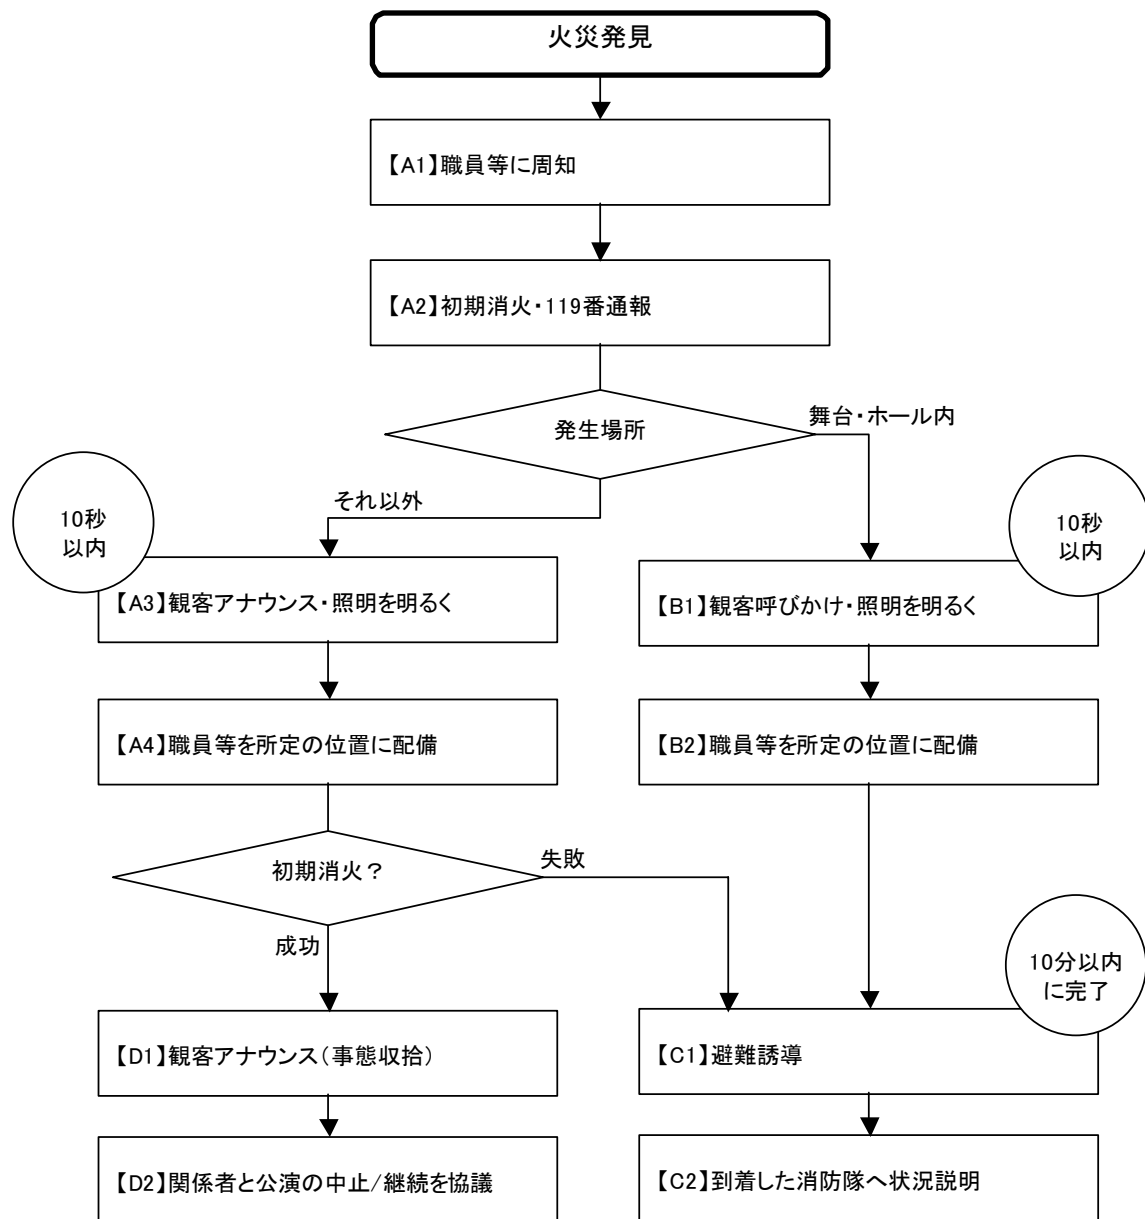 火災発見
【A1】職員等に周知
【A2】初期消火・119番通報
発生場所
舞台・ホール内
それ以外
10秒
以内
10秒
以内
【A3】観客アナウンス・照明を明るく
【B1】観客呼びかけ・照明を明るく
【A4】職員等を所定の位置に配備
【B2】職員等を所定の位置に配備
初期消火？
失敗
成功
10分以内
に完了
【D1】観客アナウンス（事態収拾）
【C1】避難誘導
【D2】関係者と公演の中止/継続を協議
【C2】到着した消防隊へ状況説明